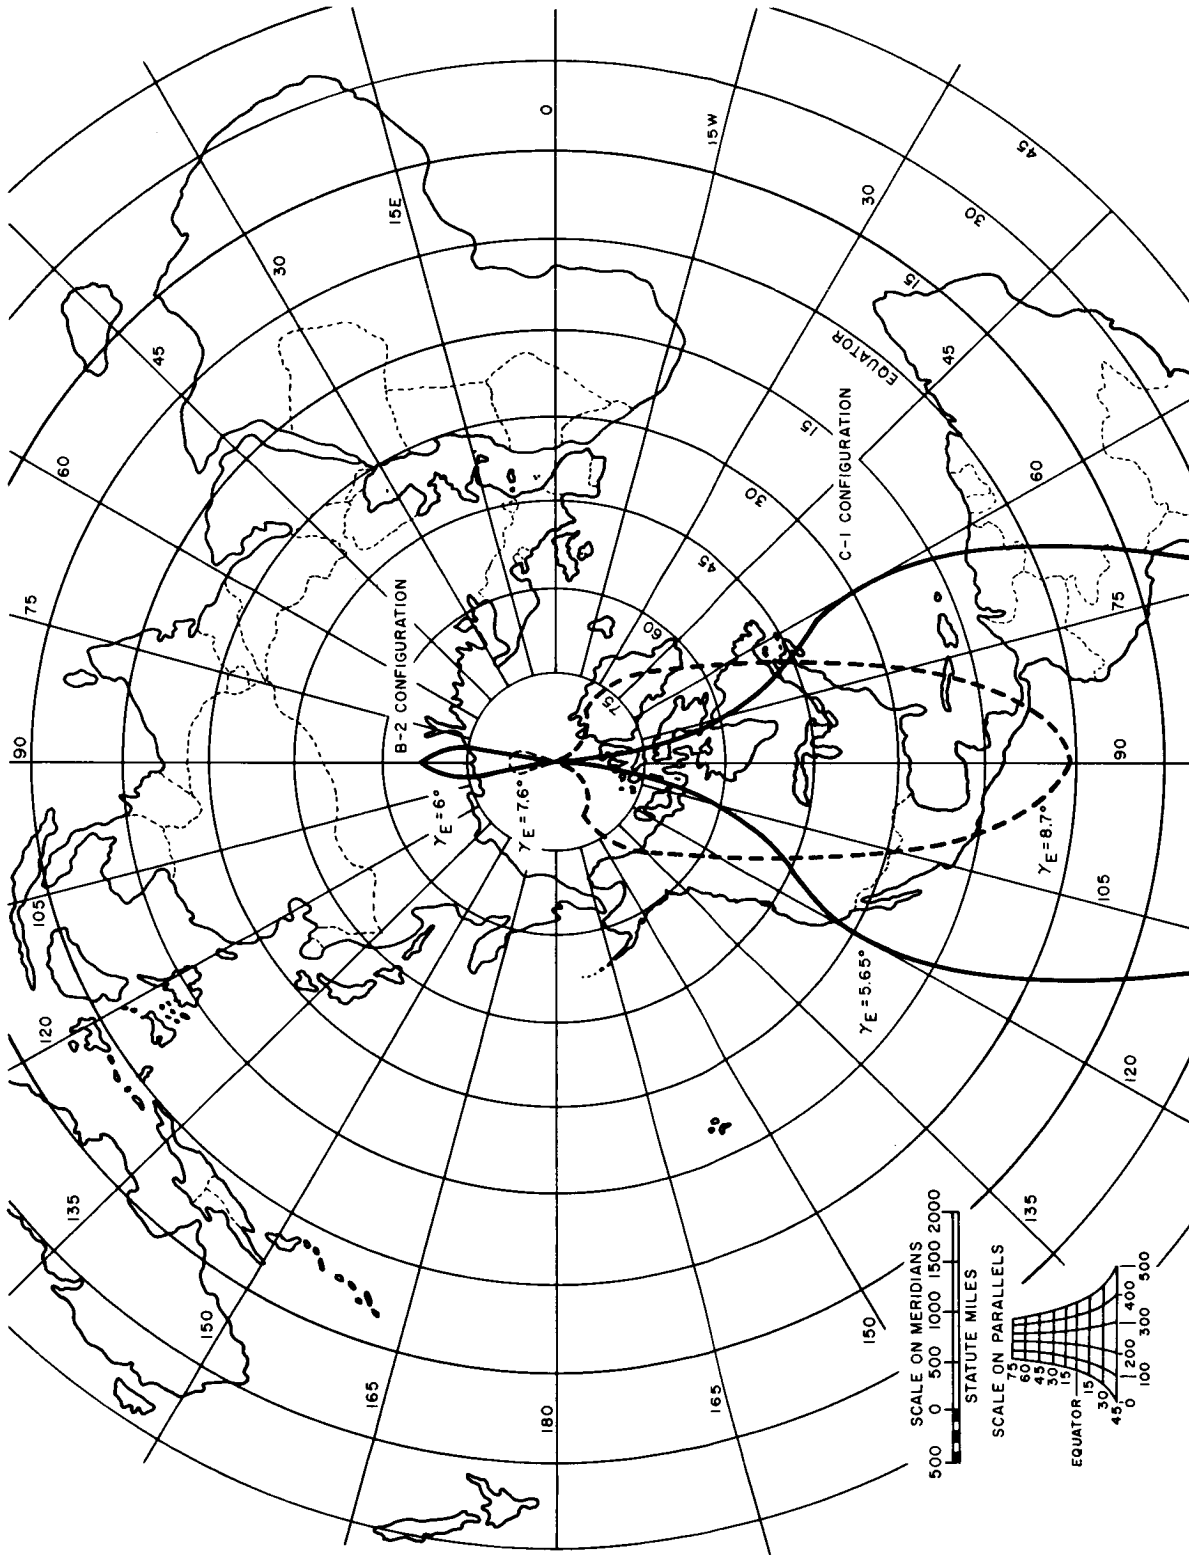 0
15E
30
45
60
75
90
105
120
135
150
165
180
165
150
135
120
105
90
75
60
45
30
15W
45
30
15
EQUATOR
15
30
45
60
75
B-2 CONFIGURATION
C-1 CONFIGURATION
γE = 6°
γE = 7.6°
γE = 5.65°
γE = 8.7°
SCALE ON MERIDIANS
500 0 500 1000 1500 2000
STATUTE MILES
SCALE ON PARALLELS
75
60
45
30
15
EQUATOR
15
30
45
0 100 200 300 400 500